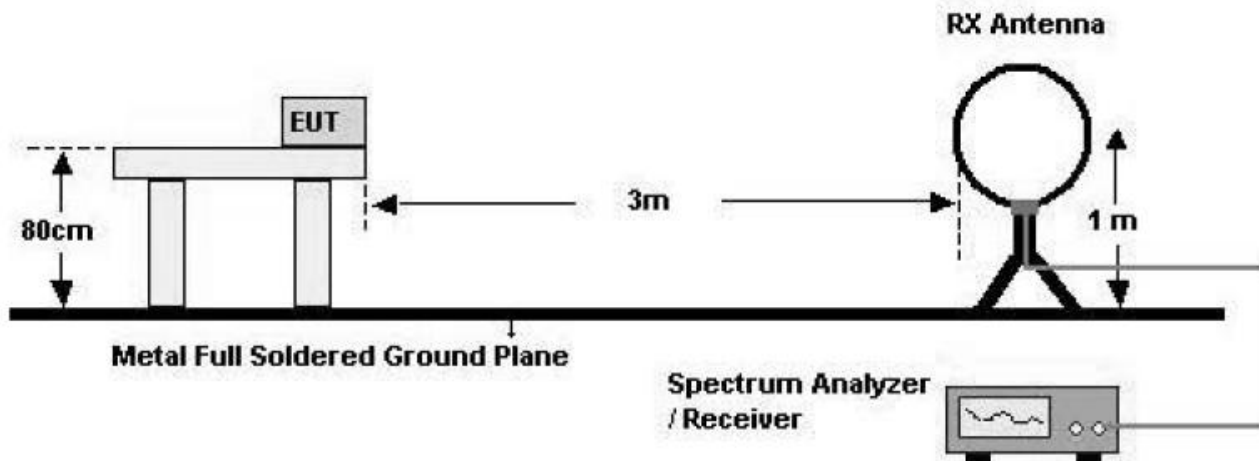 RX Antenna
EUT
80cm
3m
1 m
Metal Full Soldered Ground Plane
Spectrum Analyzer
/ Receiver